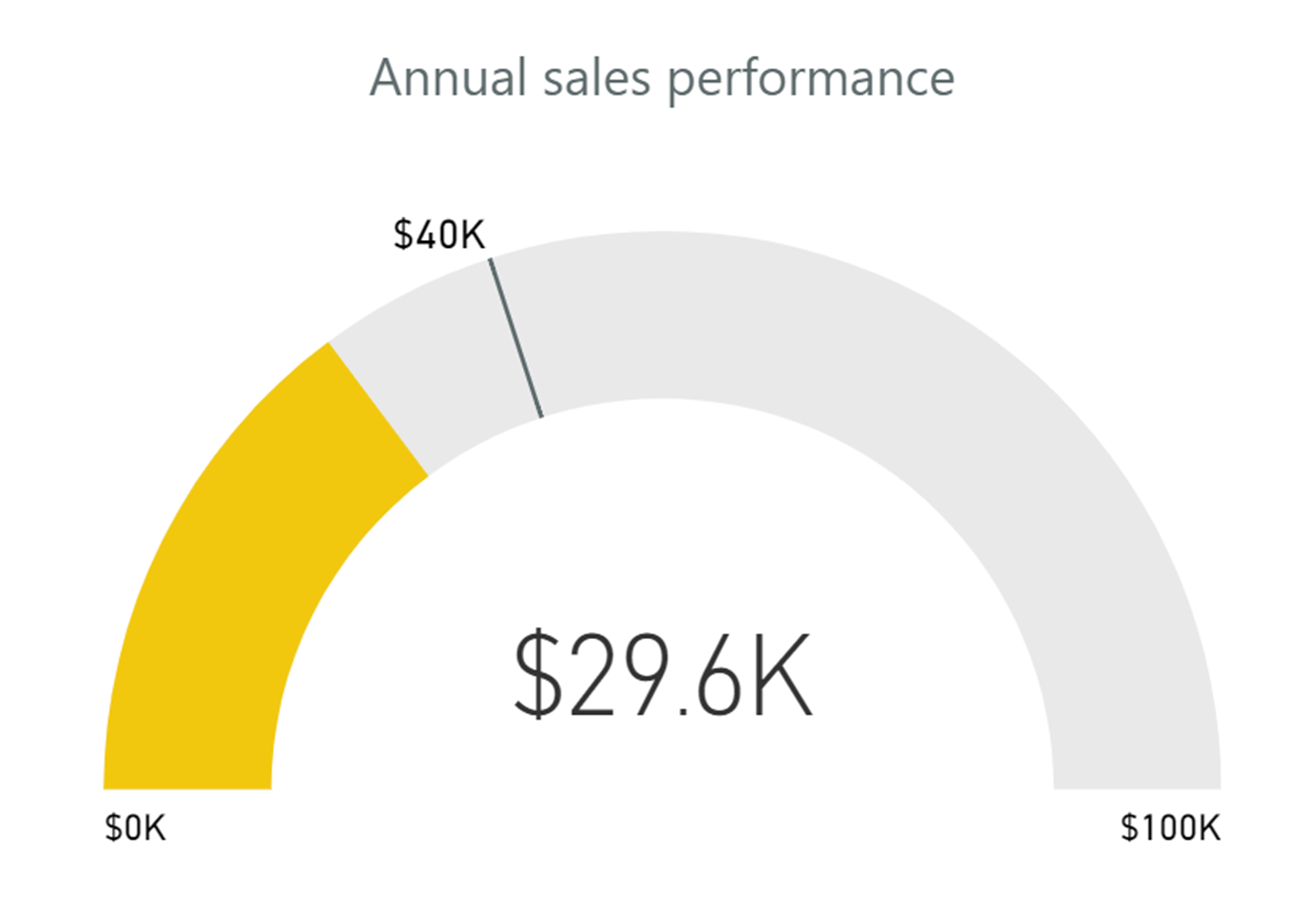 Annual sales performance
$40K
$29.6K
$0K
$100K